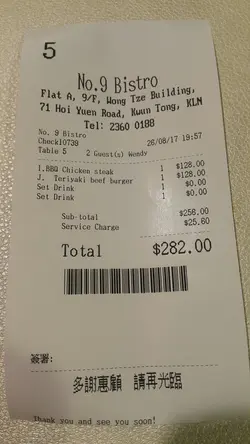 5
No.9 Bistro
Flat A, 9/F, Wong Tze Building,
71 Hoi Yuen Road, Kwun Tong, KLN
Tel: 2360 0188
No. 9 Bistro
Check10739 26/08/17 19:57
Table 5 2 Guest(s) Wendy
I.BBQ Chicken steak 1 $128.00
J. Teriyaki beef burger 1 $128.00
Set Drink 1 $0.00
Set Drink 1 $0.00
Sub-total $256.00
Service Charge $25.60
Total $282.00
簽署:
多謝惠顧 請再光臨
Thank you and see you soon!